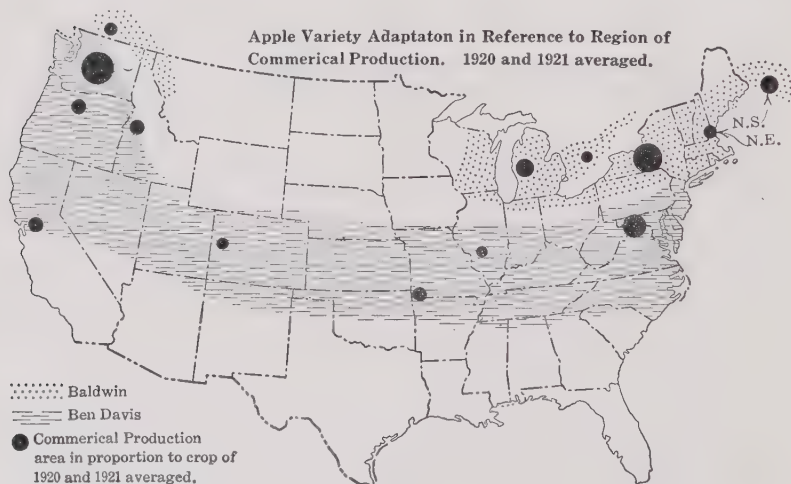 Apple Variety Adaptaton in Reference to Region of
Commerical Production. 1920 and 1921 averaged.
N.S.
N.E.
Baldwin
Ben Davis
Commerical Production
area in proportion to crop of
1920 and 1921 averaged.